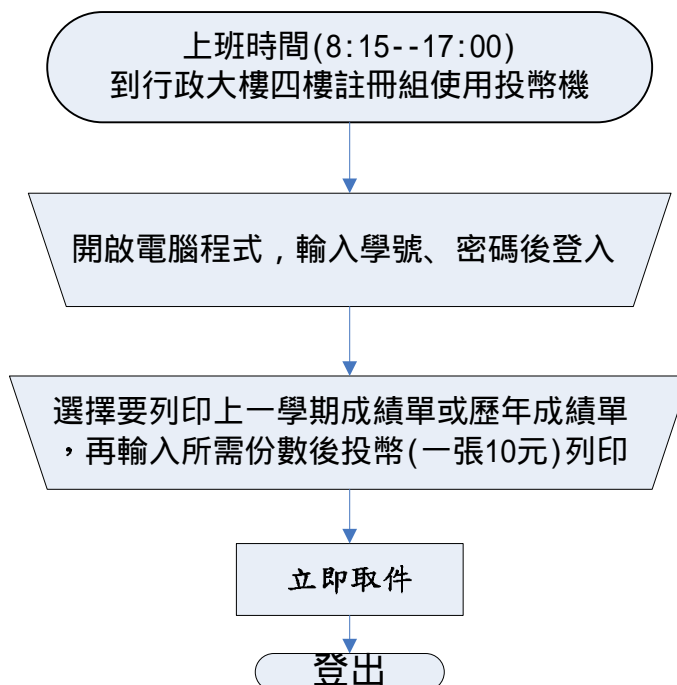 上班時間(8:15--17:00)
到行政大樓四樓註冊組使用投幣機
開啟電腦程式，輸入學號、密碼後登入
選擇要列印上一學期成績單或歷年成績單
，再輸入所需份數後投幣(一張10元)列印
立即取件
登出